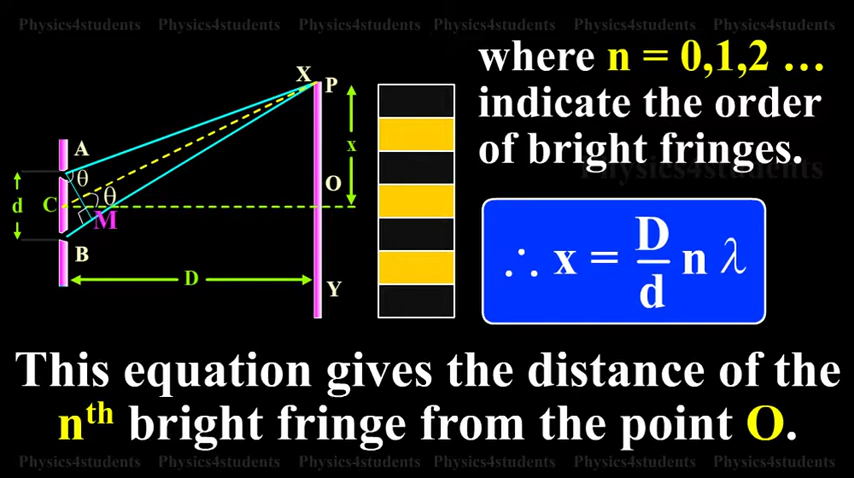 Physics4students Physics4students Physics4students Physics4students Physics4students Physics4students
where n = 0,1,2 ...
indicate the order
of bright fringes.
Physics4students
X
P
A
θ
x
O
d
C
θ
M
B
D
Y
∴ x = D/d n λ
This equation gives the distance of the
nth bright fringe from the point O.
Physics4students Physics4students Physics4students Physics4students Physics4students Physics4students